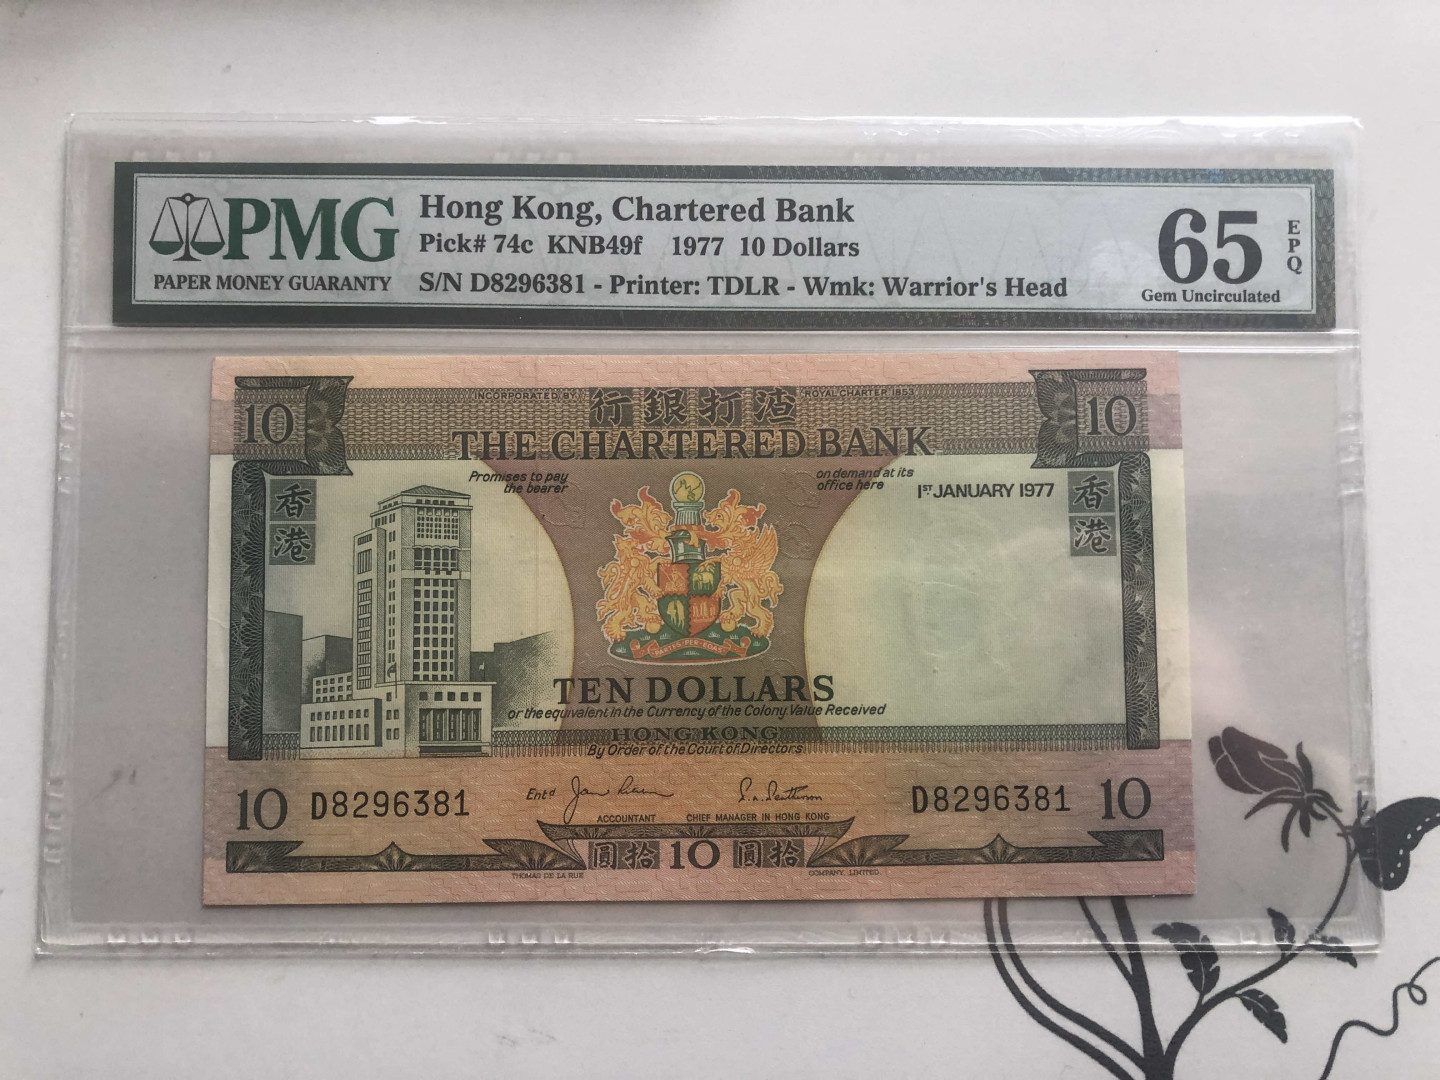 PMG
PAPER MONEY GUARANTY
Hong Kong, Chartered Bank
Pick# 74c KNB49f 1977 10 Dollars
S/N D8296381 - Printer: TDLR - Wmk: Warrior's Head
65
EPQ
Gem Uncirculated
INCORPORATED BY ROYAL CHARTER 1853
行銀打渣
10 10
THE CHARTERED BANK
Promises to pay the bearer
on demand at its office here
1ST JANUARY 1977
香港
香港
PARTES PER EOAS
TEN DOLLARS
or the equivalent in the Currency of the Colony Value Received
HONG KONG
By Order of the Court of Directors
10 D8296381
Entd
ACCOUNTANT CHIEF MANAGER IN HONG KONG
D8296381 10
圓拾 10 圓拾
THOMAS DE LA RUE COMPANY, LIMITED